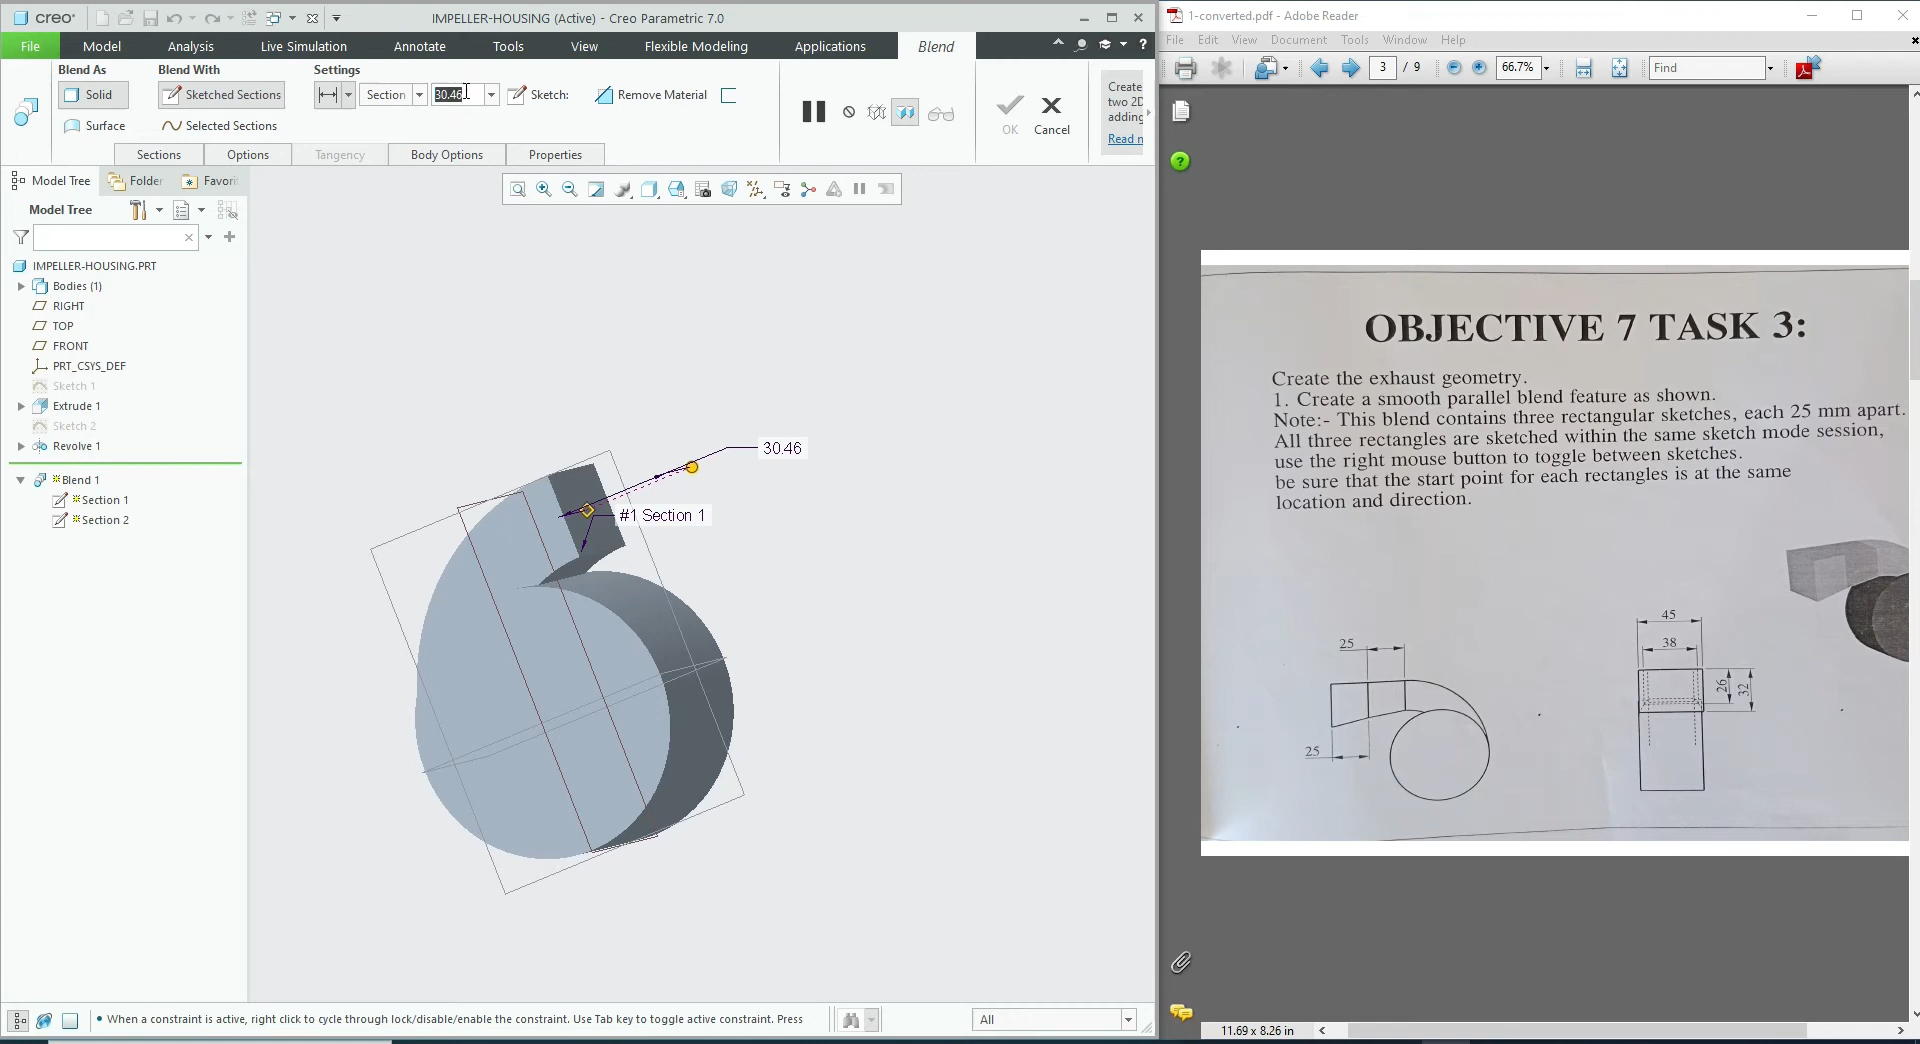 creo®
IMPELLER-HOUSING (Active) - Creo Parametric 7.0
File
Model
Analysis
Live Simulation
Annotate
Tools
View
Flexible Modeling
Applications
Blend
Blend As
Blend With
Settings
Solid
Sketched Sections
Section
30.46
Sketch:
Remove Material
Surface
Selected Sections
OK
Cancel
Create
two 2D
adding
Read n
Sections
Options
Tangency
Body Options
Properties
Model Tree
Folder
Favori
Model Tree
IMPELLER-HOUSING.PRT
Bodies (1)
RIGHT
TOP
FRONT
PRT_CSYS_DEF
Sketch 1
Extrude 1
Sketch 2
Revolve 1
Blend 1
Section 1
Section 2
30.46
#1 Section 1
• When a constraint is active, right click to cycle through lock/disable/enable the constraint. Use Tab key to toggle active constraint. Press
All
1-converted.pdf - Adobe Reader
File Edit View Document Tools Window Help
3 / 9
66.7%
Find
OBJECTIVE 7 TASK 3:
Create the exhaust geometry.
1. Create a smooth parallel blend feature as shown.
Note:- This blend contains three rectangular sketches, each 25 mm apart.
All three rectangles are sketched within the same sketch mode session,
use the right mouse button to toggle between sketches.
be sure that the start point for each rectangles is at the same
location and direction.
45
25
38
26
32
25
11.69 x 8.26 in